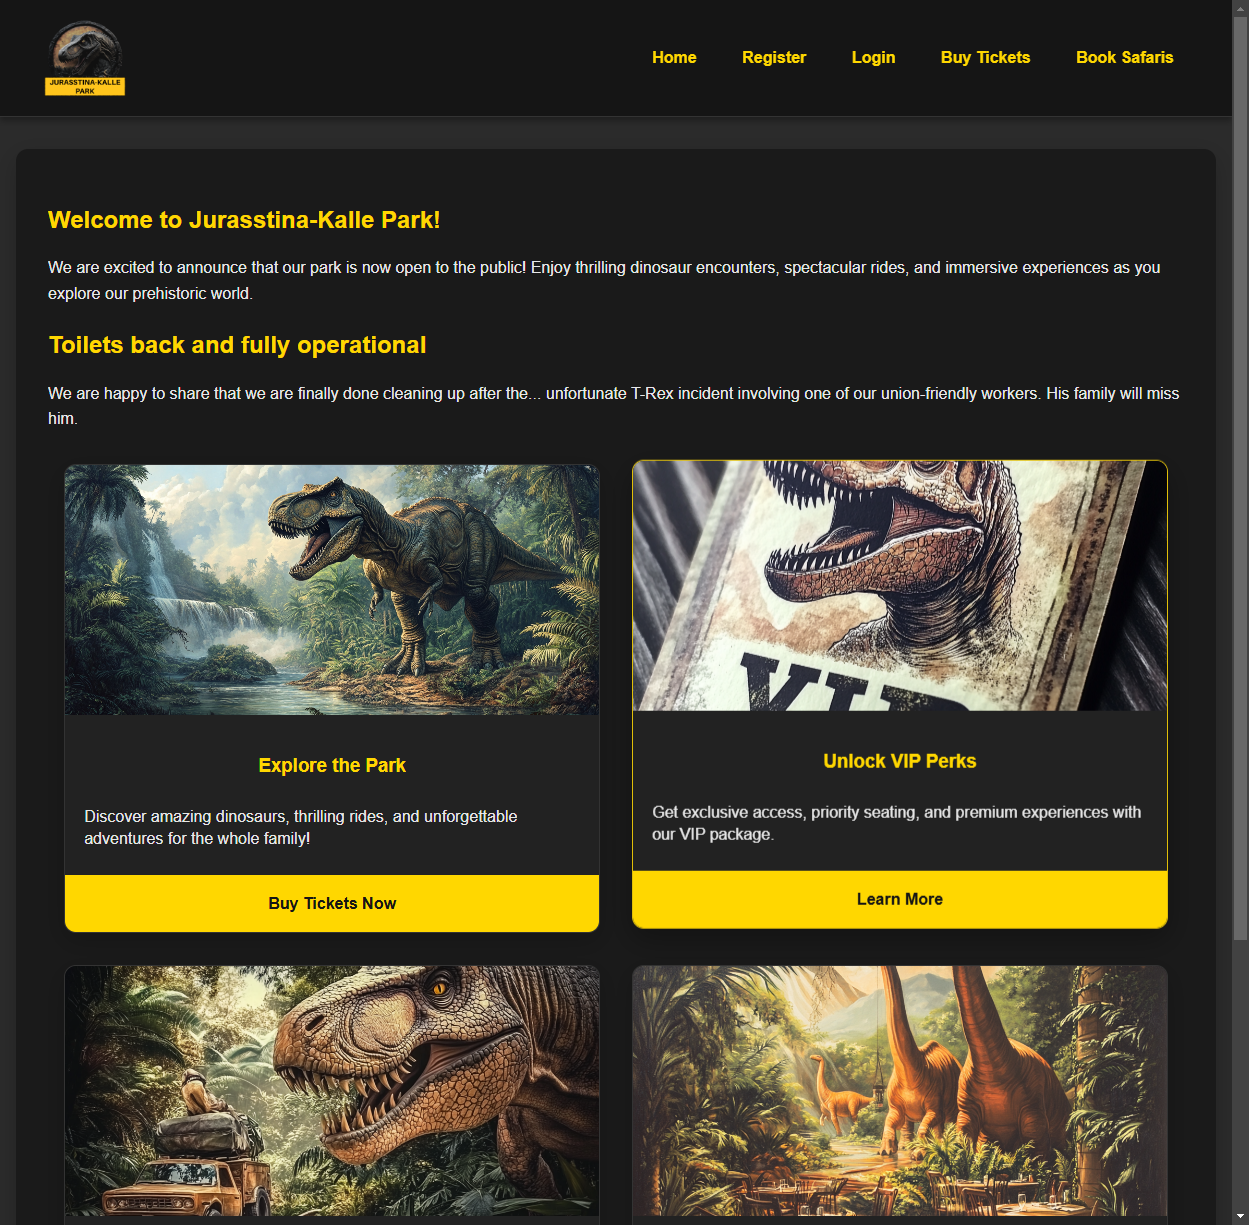 JURASSTINA-KALLE
PARK
Home
Register
Login
Buy Tickets
Book Safaris
Welcome to Jurasstina-Kalle Park!
We are excited to announce that our park is now open to the public! Enjoy thrilling dinosaur encounters, spectacular rides, and immersive experiences as you
explore our prehistoric world.
Toilets back and fully operational
We are happy to share that we are finally done cleaning up after the... unfortunate T-Rex incident involving one of our union-friendly workers. His family will miss
him.
VIP
Explore the Park
Discover amazing dinosaurs, thrilling rides, and unforgettable
adventures for the whole family!
Buy Tickets Now
Unlock VIP Perks
Get exclusive access, priority seating, and premium experiences with
our VIP package.
Learn More